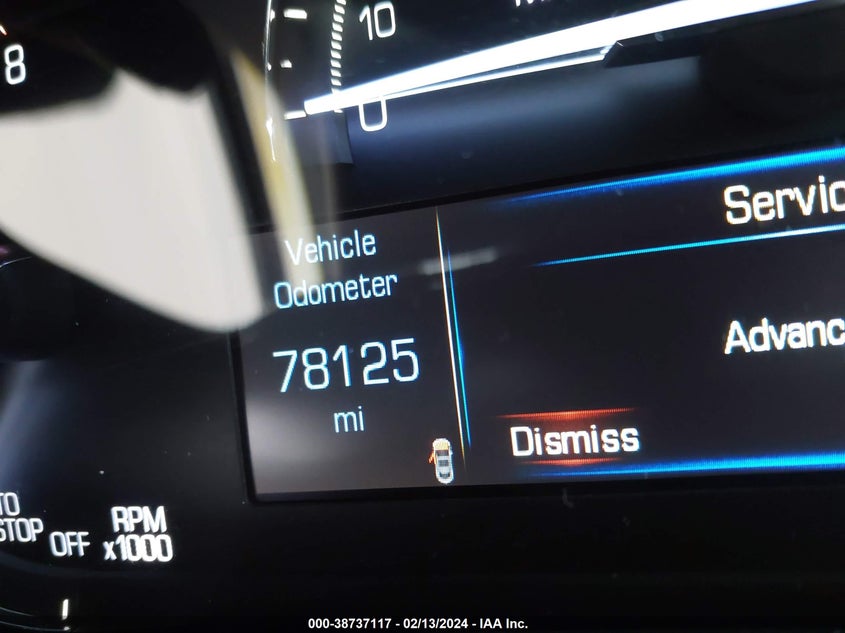 8
10
0
Vehicle
Odometer
78125
mi
Servic
Advanc
Dismiss
TO
STOP
OFF
RPM
x1000
000-38737117 - 02/13/2024 - IAA Inc.